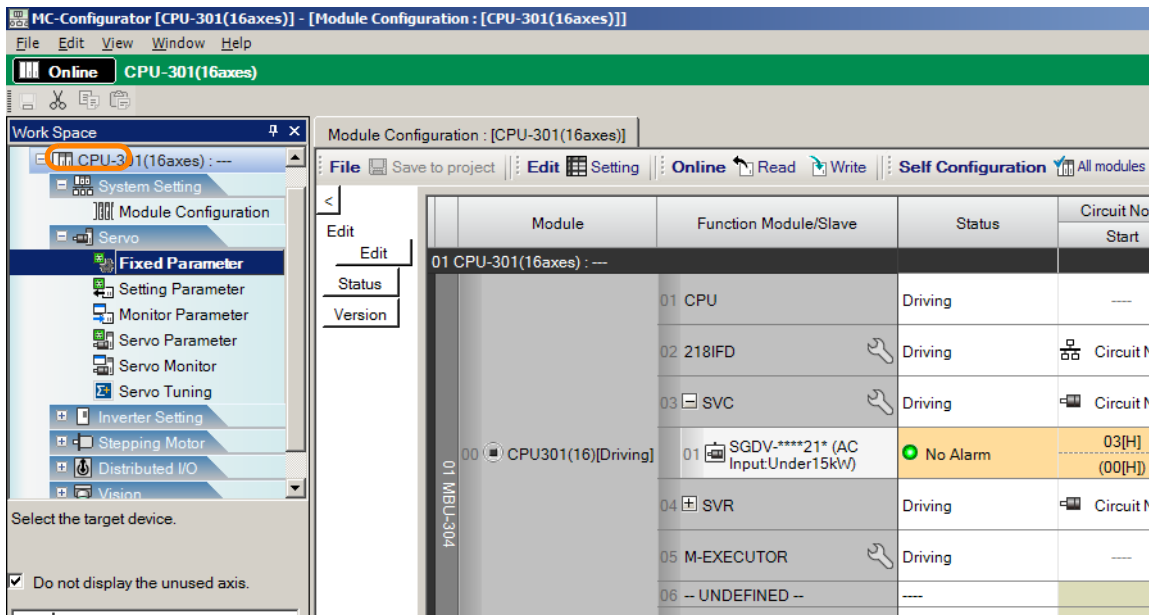 MC-Configurator [CPU-301(16axes)] - [Module Configuration : [CPU-301(16axes)]]
File Edit View Window Help
Online CPU-301(16axes)
Work Space
CPU-301(16axes) : ---
System Setting
Module Configuration
Servo
Fixed Parameter
Setting Parameter
Monitor Parameter
Servo Parameter
Servo Monitor
Servo Tuning
Inverter Setting
Stepping Motor
Distributed I/O
Vision
Select the target device.
Do not display the unused axis.
Module Configuration : [CPU-301(16axes)]
File Save to project Edit Setting Online Read Write Self Configuration All modules
<
Edit
Edit
Status
Version
Module Function Module/Slave Status Circuit No
Start
01 CPU-301(16axes) : ---
01 MBU-304
00 CPU301(16)[Driving]
01 CPU Driving ----
02 218IFD Driving Circuit N
03 SVC Driving Circuit N
01 SGDV-****21* (AC
Input:Under15kW) No Alarm 03[H]
(00[H])
04 SVR Driving Circuit N
05 M-EXECUTOR Driving ----
06 -- UNDEFINED -- ----